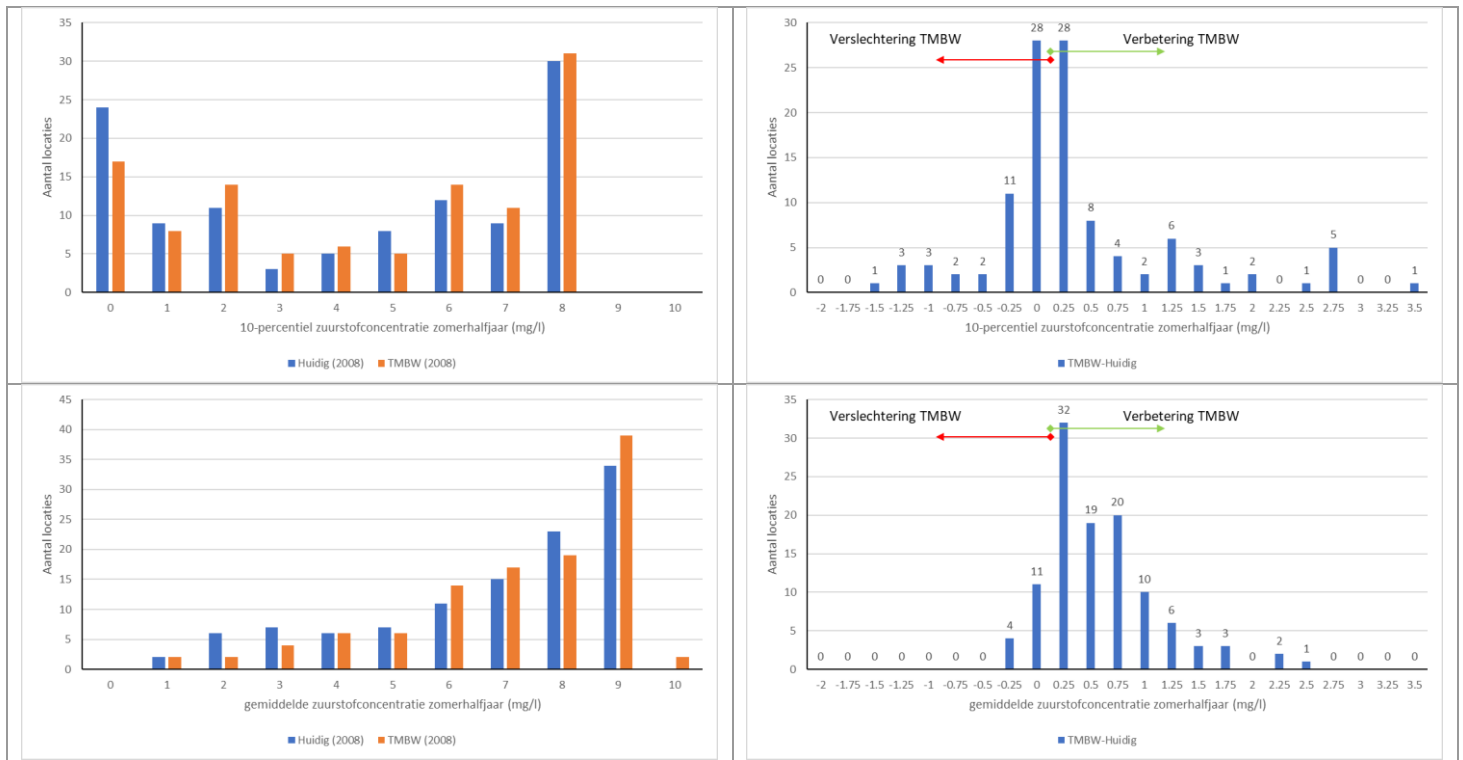 35
30
25
20
15
10
5
0
Aantal locaties
0 1 2 3 4 5 6 7 8 9 10
10-percentiel zuurstofconcentratie zomerhalfjaar (mg/l)
Huidig (2008) TMBW (2008)
30
25
20
15
10
5
0
Aantal locaties
Verslechtering TMBW Verbetering TMBW
0 0 1 3 3 2 2 11 28 28 8 4 2 6 3 1 2 0 1 5 0 0 1
-2 -1.75 -1.5 -1.25 -1 -0.75 -0.5 -0.25 0 0.25 0.5 0.75 1 1.25 1.5 1.75 2 2.25 2.5 2.75 3 3.25 3.5
10-percentiel zuurstofconcentratie zomerhalfjaar (mg/l)
TMBW-Huidig
45
40
35
30
25
20
15
10
5
0
Aantal locaties
0 1 2 3 4 5 6 7 8 9 10
gemiddelde zuurstofconcentratie zomerhalfjaar (mg/l)
Huidig (2008) TMBW (2008)
35
30
25
20
15
10
5
0
Aantal locaties
Verslechtering TMBW Verbetering TMBW
0 0 0 0 0 0 0 4 11 32 19 20 10 6 3 3 0 2 1 0 0 0 0
-2 -1.75 -1.5 -1.25 -1 -0.75 -0.5 -0.25 0 0.25 0.5 0.75 1 1.25 1.5 1.75 2 2.25 2.5 2.75 3 3.25 3.5
gemiddelde zuurstofconcentratie zomerhalfjaar (mg/l)
TMBW-Huidig